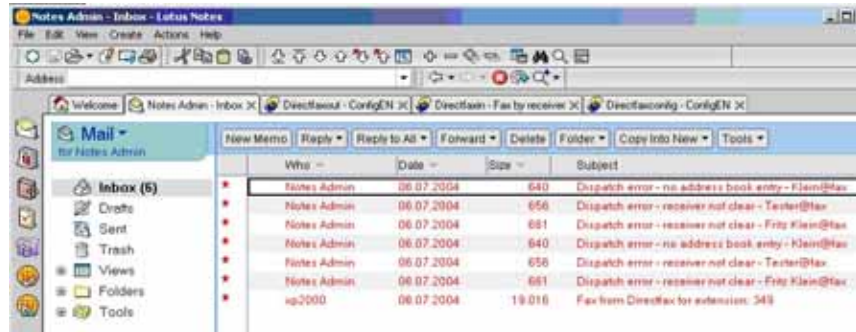 Notes Admin - Inbox - Lotus Notes
File Edit View Create Actions Help
Address
Welcome Notes Admin - Inbox Directfaxout - ConfigEN Directfaxin - Fax by receiver Directfaxconfig - ConfigEN
Mail
for Notes Admin
New Memo Reply Reply to All Forward Delete Folder Copy Into New Tools
Who Date Size Subject
Inbox (6)
Drafts
Sent
Trash
Views
Folders
Tools
Notes Admin 06.07.2004 640 Dispatch error - no address book entry - Klein@fax
Notes Admin 06.07.2004 656 Dispatch error - receiver not clear - Tester@fax
Notes Admin 06.07.2004 681 Dispatch error - receiver not clear - Fritz Klein@fax
Notes Admin 06.07.2004 640 Dispatch error - no address book entry - Klein@fax
Notes Admin 06.07.2004 656 Dispatch error - receiver not clear - Tester@fax
Notes Admin 06.07.2004 681 Dispatch error - receiver not clear - Fritz Klein@fax
xp2000 06.07.2004 19.016 Fax from Directfax for extension: 349